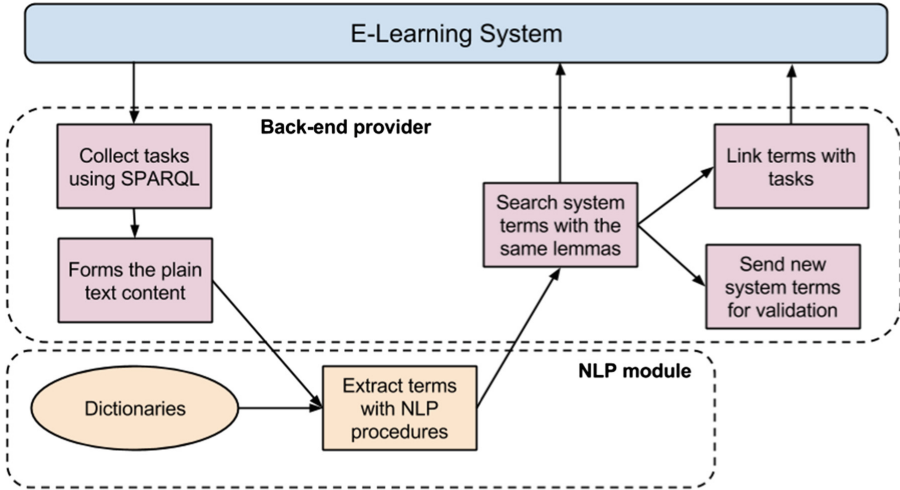 E-Learning System
Back-end provider
Collect tasks
using SPARQL
Link terms with
tasks
Search system
terms with the
same lemmas
Forms the plain
text content
Send new
system terms
for validation
NLP module
Dictionaries
Extract terms
with NLP
procedures